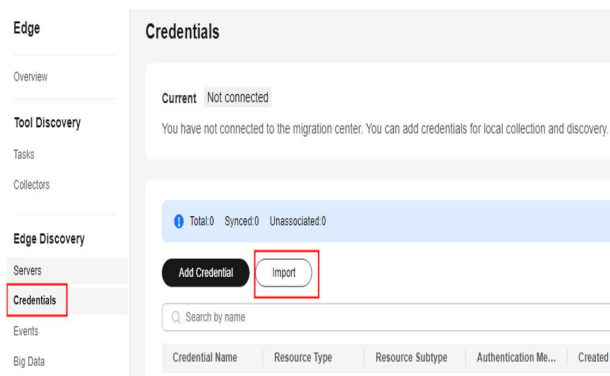 Edge
Overview
Tool Discovery
Tasks
Collectors
Edge Discovery
Servers
Credentials
Events
Big Data
Credentials
Current Not connected
You have not connected to the migration center. You can add credentials for local collection and discovery.
Total:0 Synced:0 Unassociated:0
Add Credential Import
Search by name
Credential Name Resource Type Resource Subtype Authentication Me... Created